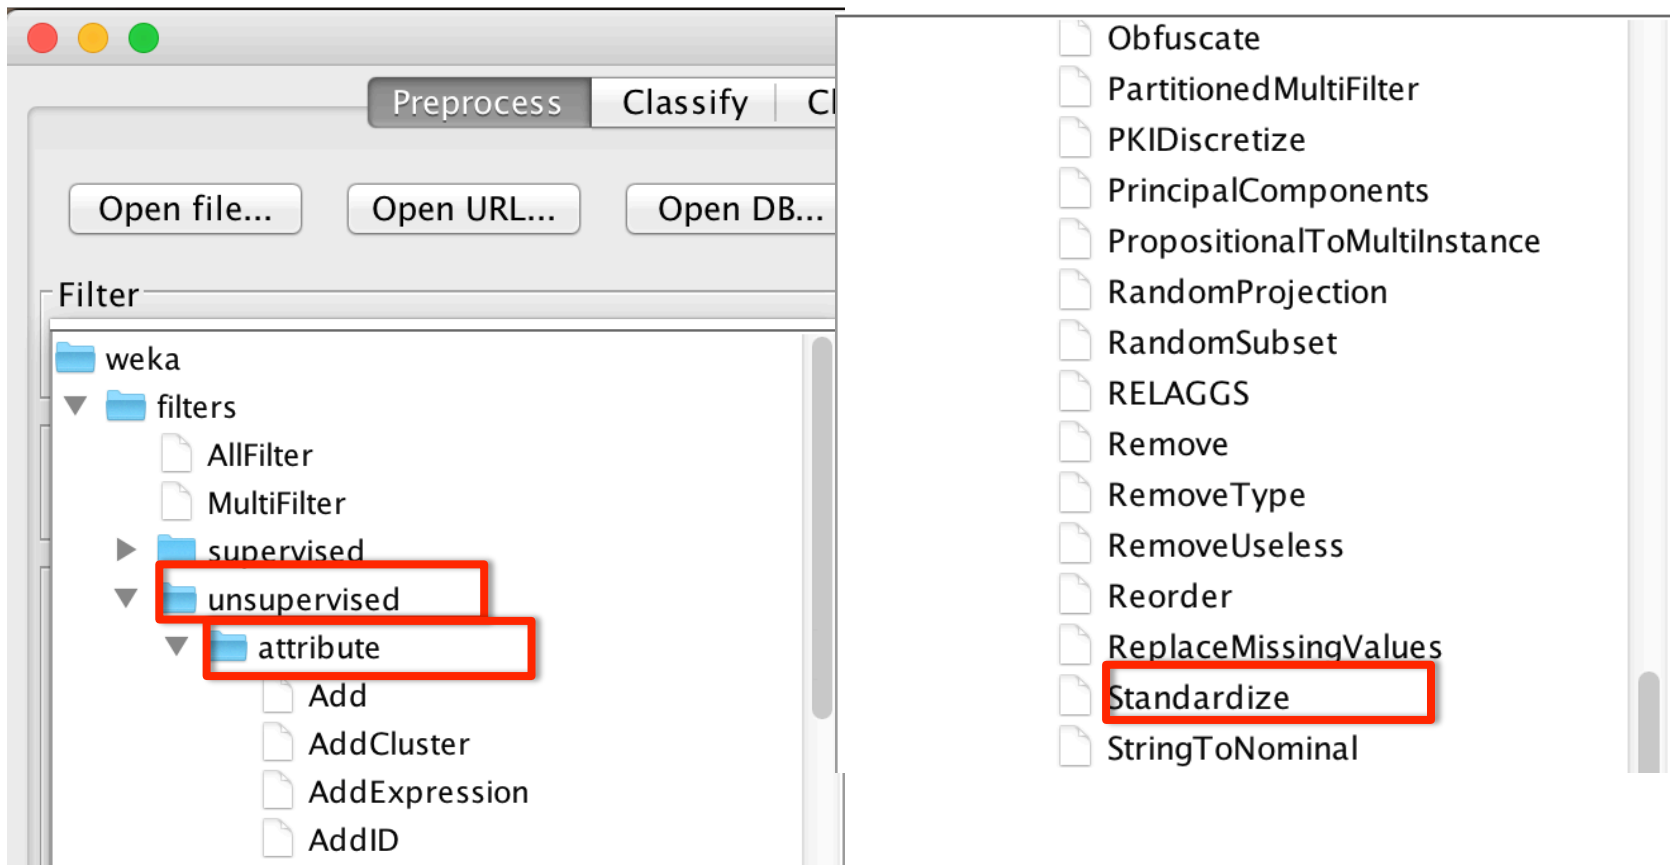 Preprocess
Classify
Open file...
Open URL...
Open DB...
Filter
weka
filters
AllFilter
MultiFilter
supervised
unsupervised
attribute
Add
AddCluster
AddExpression
AddID
Obfuscate
PartitionedMultiFilter
PKIDiscretize
PrincipalComponents
PropositionalToMultiInstance
RandomProjection
RandomSubset
RELAGGS
Remove
RemoveType
RemoveUseless
Reorder
ReplaceMissingValues
Standardize
StringToNominal